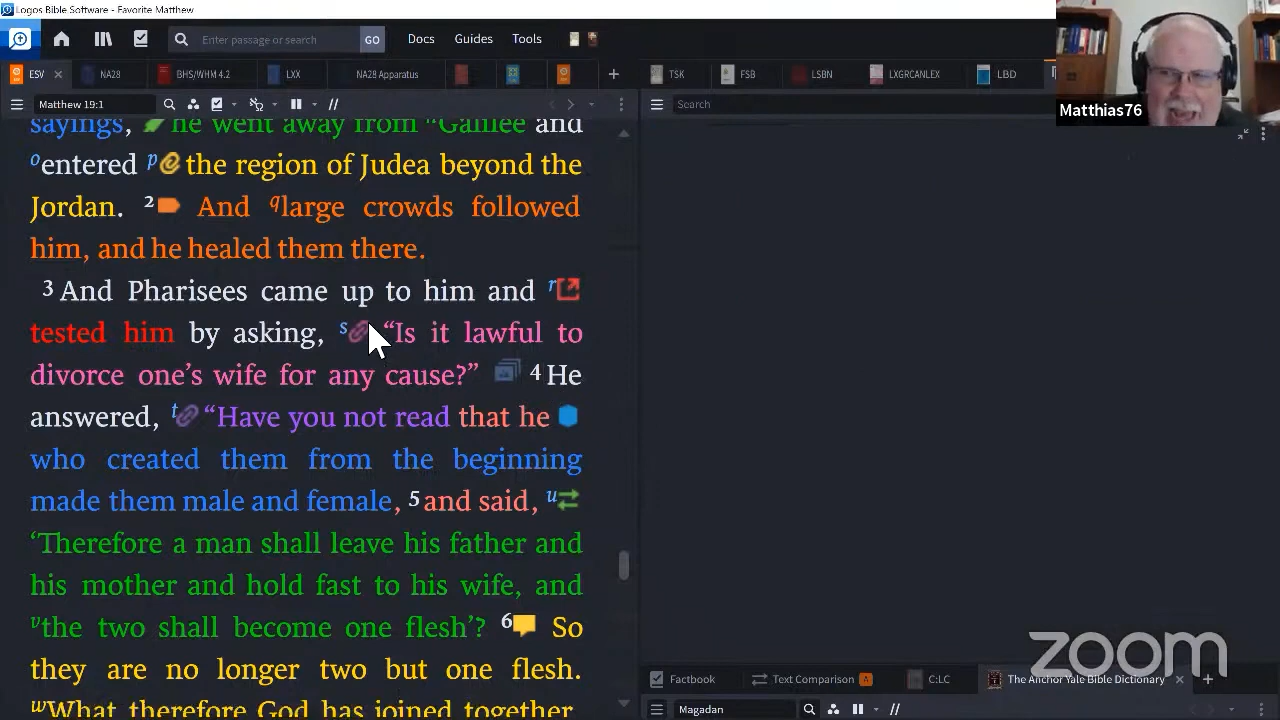 Logos Bible Software - Favorite Matthew
Enter passage or search GO Docs Guides Tools
ESV NA28 BHS/WHM 4.2 LXX NA28 Apparatus TSK FSB LSBN LXGRCANLEX LBD
Matthew 19:1 Search
Matthias76
sayings, he went away from nGalilee and
oentered p the region of Judea beyond the
Jordan. 2 And qlarge crowds followed
him, and he healed them there.
3 And Pharisees came up to him and r
tested him by asking, s “Is it lawful to
divorce one’s wife for any cause?” 4 He
answered, t “Have you not read that he
who created them from the beginning
made them male and female, 5 and said, u
‘Therefore a man shall leave his father and
his mother and hold fast to his wife, and
vthe two shall become one flesh’? 6 So
they are no longer two but one flesh.
wWhat therefore God has joined together,
zoom
Factbook Text Comparison A C:LC The Anchor Yale Bible Dictionary
Magadan